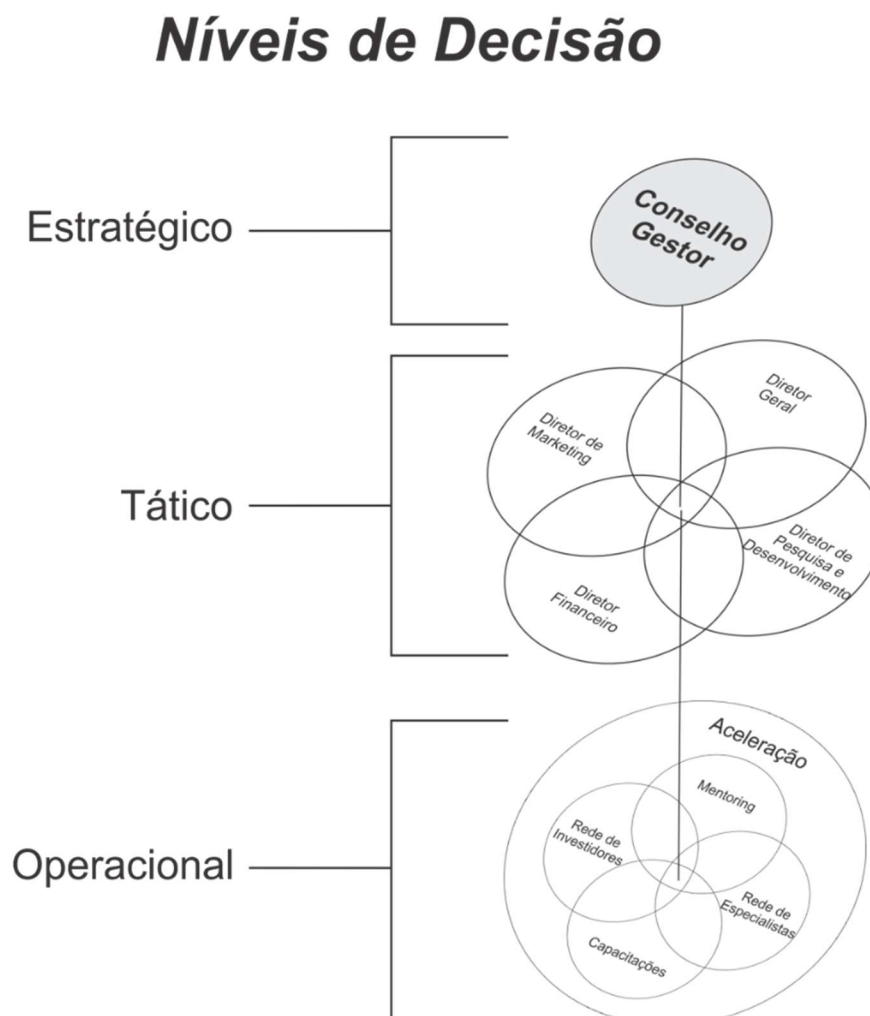 Níveis de Decisão
Estratégico
Conselho
Gestor
Tático
Diretor
Geral
Diretor de
Marketing
Diretor de
Pesquisa e
Desenvolvimento
Diretor
Financeiro
Operacional
Aceleração
Mentoring
Rede de
Investidores
Rede de
Especialistas
Capacitações